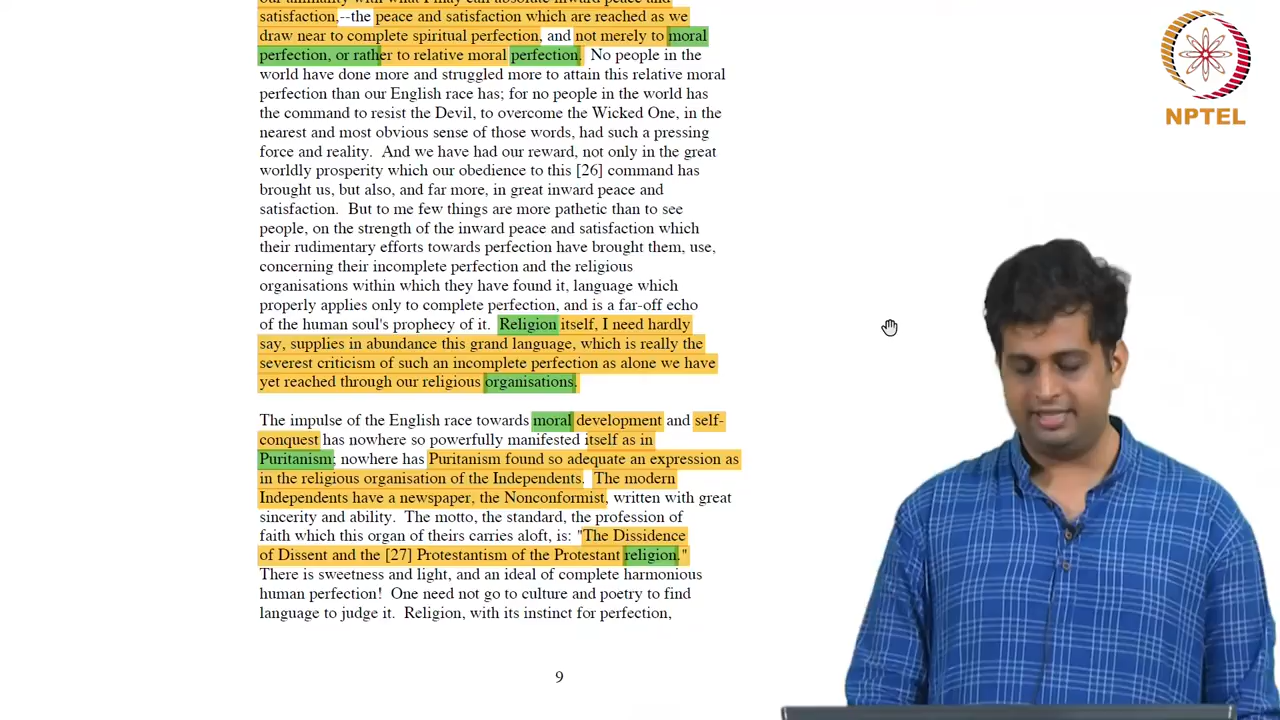 our animality with what I may call absolute inward peace and
satisfaction,--the peace and satisfaction which are reached as we
draw near to complete spiritual perfection, and not merely to moral
perfection, or rather to relative moral perfection. No people in the
world have done more and struggled more to attain this relative moral
perfection than our English race has; for no people in the world has
the command to resist the Devil, to overcome the Wicked One, in the
nearest and most obvious sense of those words, had such a pressing
force and reality. And we have had our reward, not only in the great
worldly prosperity which our obedience to this [26] command has
brought us, but also, and far more, in great inward peace and
satisfaction. But to me few things are more pathetic than to see
people, on the strength of the inward peace and satisfaction which
their rudimentary efforts towards perfection have brought them, use,
concerning their incomplete perfection and the religious
organisations within which they have found it, language which
properly applies only to complete perfection, and is a far-off echo
of the human soul's prophecy of it. Religion itself, I need hardly
say, supplies in abundance this grand language, which is really the
severest criticism of such an incomplete perfection as alone we have
yet reached through our religious organisations.
The impulse of the English race towards moral development and self-
conquest has nowhere so powerfully manifested itself as in
Puritanism; nowhere has Puritanism found so adequate an expression as
in the religious organisation of the Independents. The modern
Independents have a newspaper, the Nonconformist, written with great
sincerity and ability. The motto, the standard, the profession of
faith which this organ of theirs carries aloft, is: "The Dissidence
of Dissent and the [27] Protestantism of the Protestant religion."
There is sweetness and light, and an ideal of complete harmonious
human perfection! One need not go to culture and poetry to find
language to judge it. Religion, with its instinct for perfection,
9
NPTEL